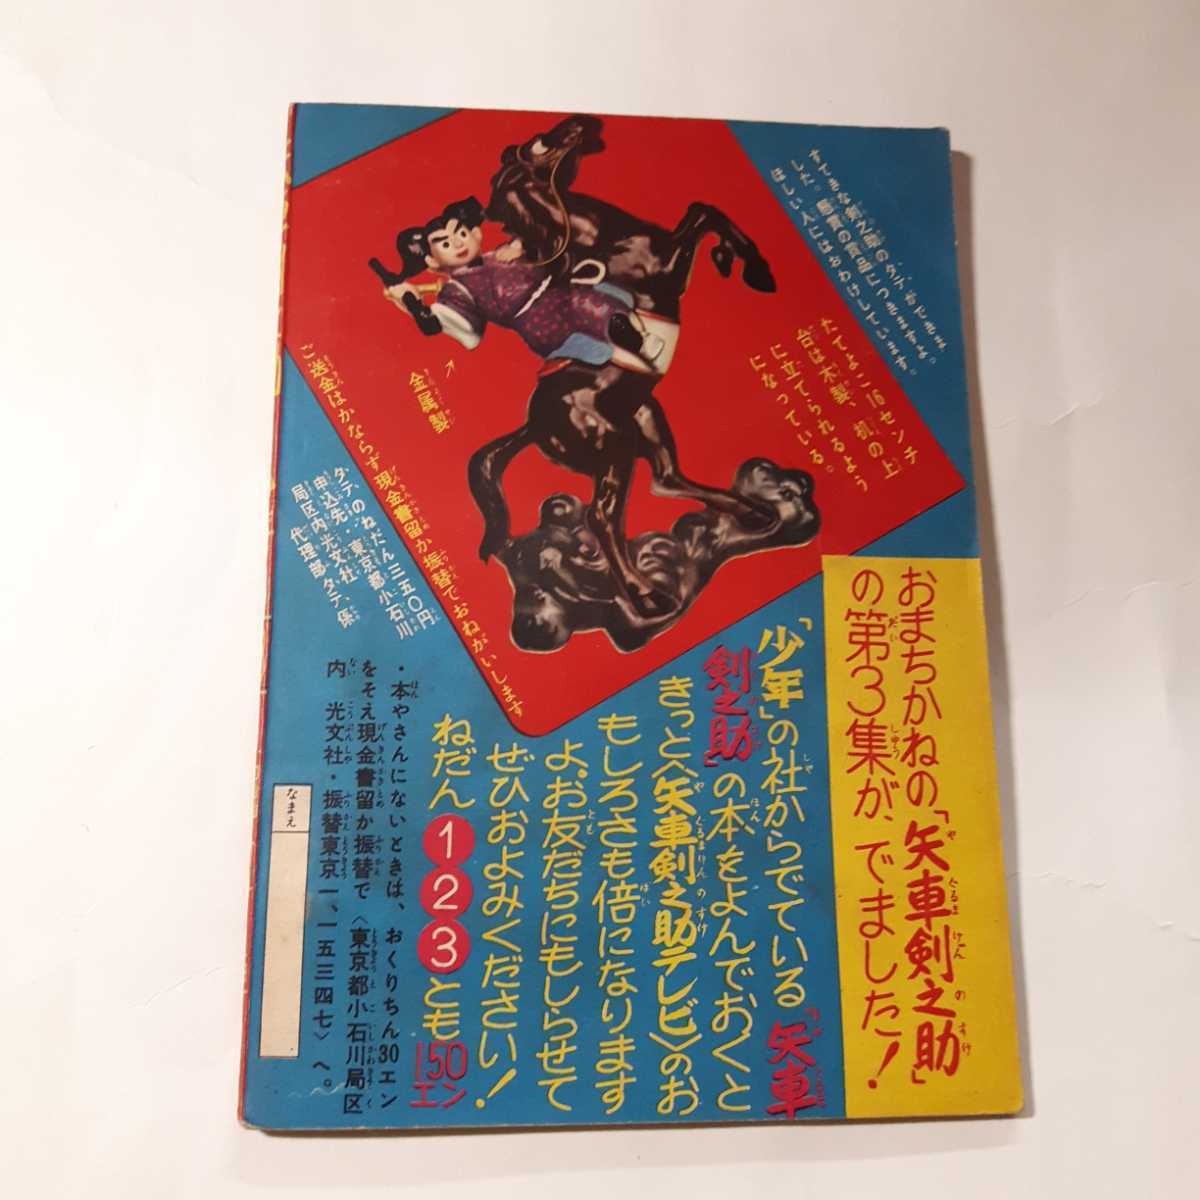 すてきな剣之助のタテができま
した。懸賞の賞品につきますよ。
ほしい人にはおわけしています。
たてよこ16センチ
台は木製、机の上
に立てられるよう
になっている。
金属製
ご送金はかならず現金書留か振替でおねがいします
タテのねだん三五〇円
申込先・東京都小石川
局区内光文社
代理部タテ係
おまちかねの「矢車剣之助」
の第3集が、でました!
「少年」の社からでている「矢車
剣之助」の本をよんでおくと
きっと〈矢車剣之助テレビ〉のお
もしろさも倍になります
よ。お友だちにもしらせて
ぜひおよみください!
ねだん123とも150エン
・本やさんにないときは、おくりちん30エン
をそえ現金書留か振替で〈東京都小石川局区
内 光文社・振替東京一一五三四七〉へ。
なまえ